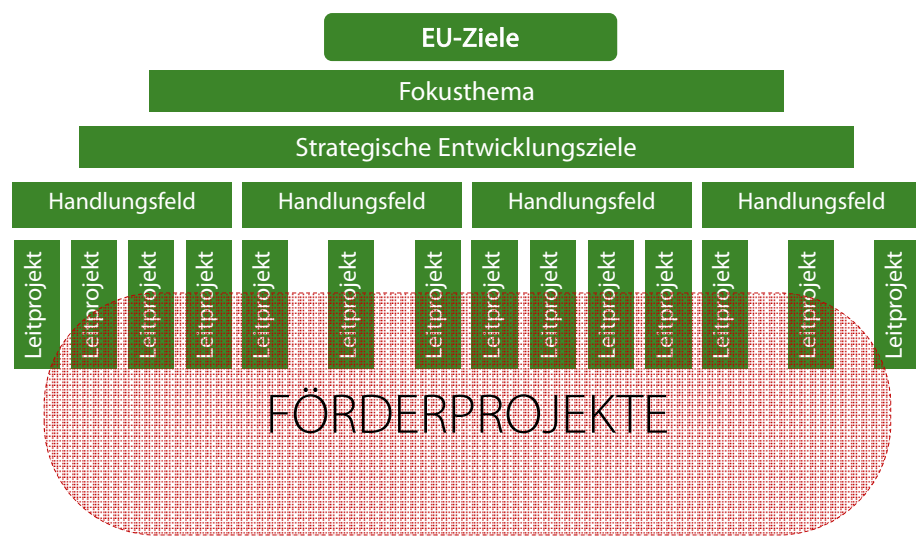 EU-Ziele
Fokusthema
Strategische Entwicklungsziele
Handlungsfeld
Handlungsfeld
Handlungsfeld
Handlungsfeld
Leitprojekt
Leitprojekt
Leitprojekt
Leitprojekt
Leitprojekt
Leitprojekt
Leitprojekt
Leitprojekt
Leitprojekt
Leitprojekt
Leitprojekt
Leitprojekt
Leitprojekt
Leitprojekt
FÖRDERPROJEKTE